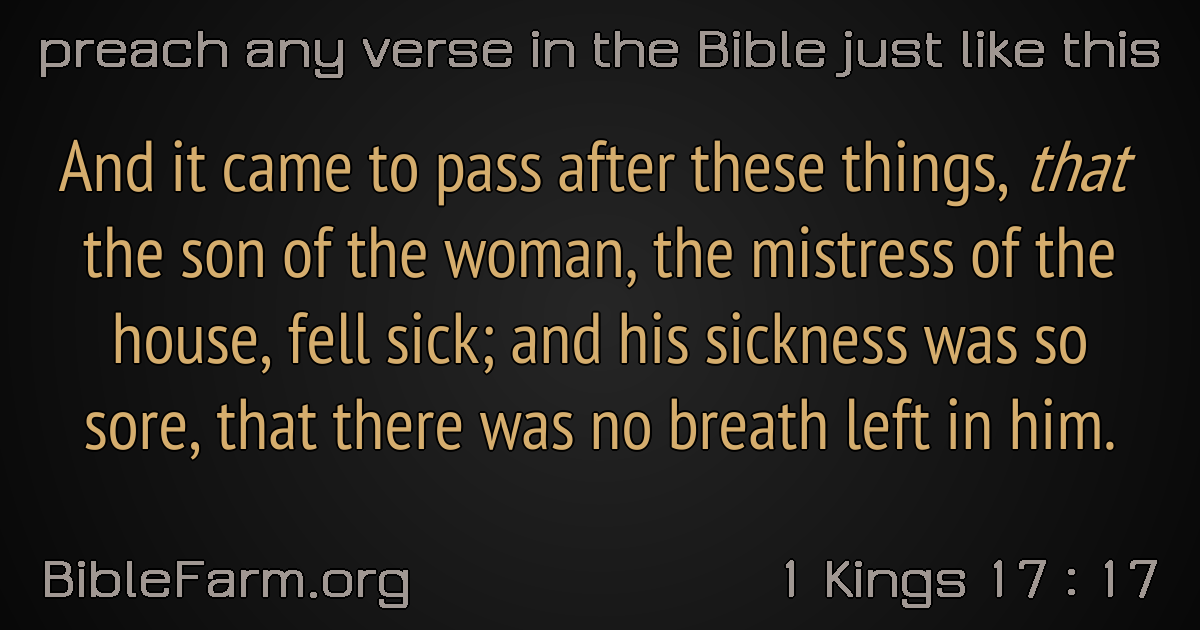 preach any verse in the Bible just like this
And it came to pass after these things, that
the son of the woman, the mistress of the
house, fell sick; and his sickness was so
sore, that there was no breath left in him.
BibleFarm.org
1 Kings 17 : 17